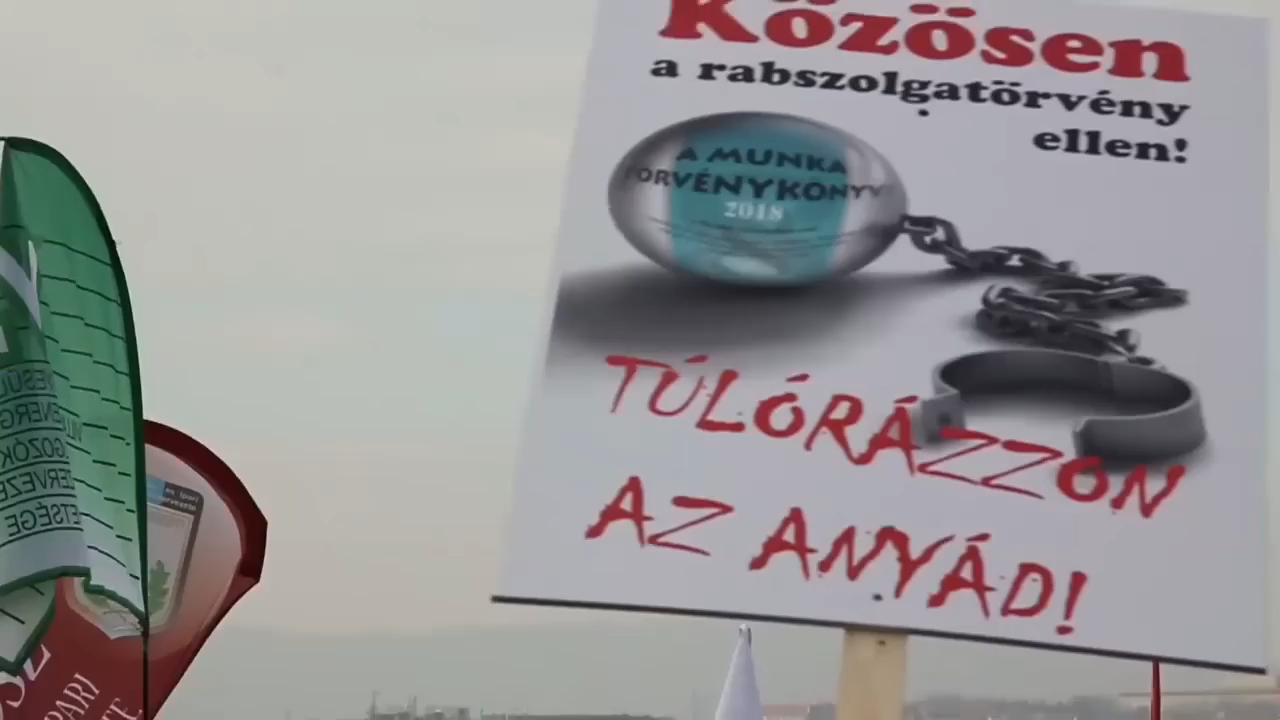 Közösen
a rabszolgatörvény
ellen!
A MUNKA
TÖRVÉNYKÖNYV
2018
TÚLÓRÁZZON
AZ ANYÁD!